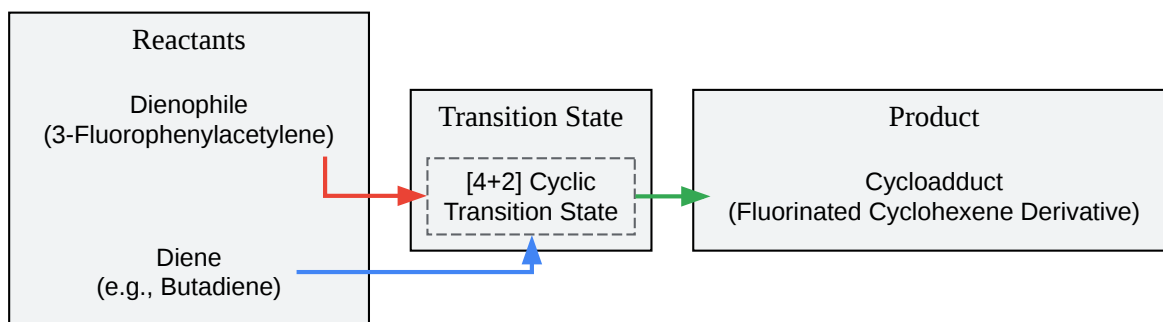 Reactants
Dienophile
(3-Fluorophenylacetylene)
Diene
(e.g., Butadiene)
Transition State
[4+2] Cyclic
Transition State
Product
Cycloadduct
(Fluorinated Cyclohexene Derivative)